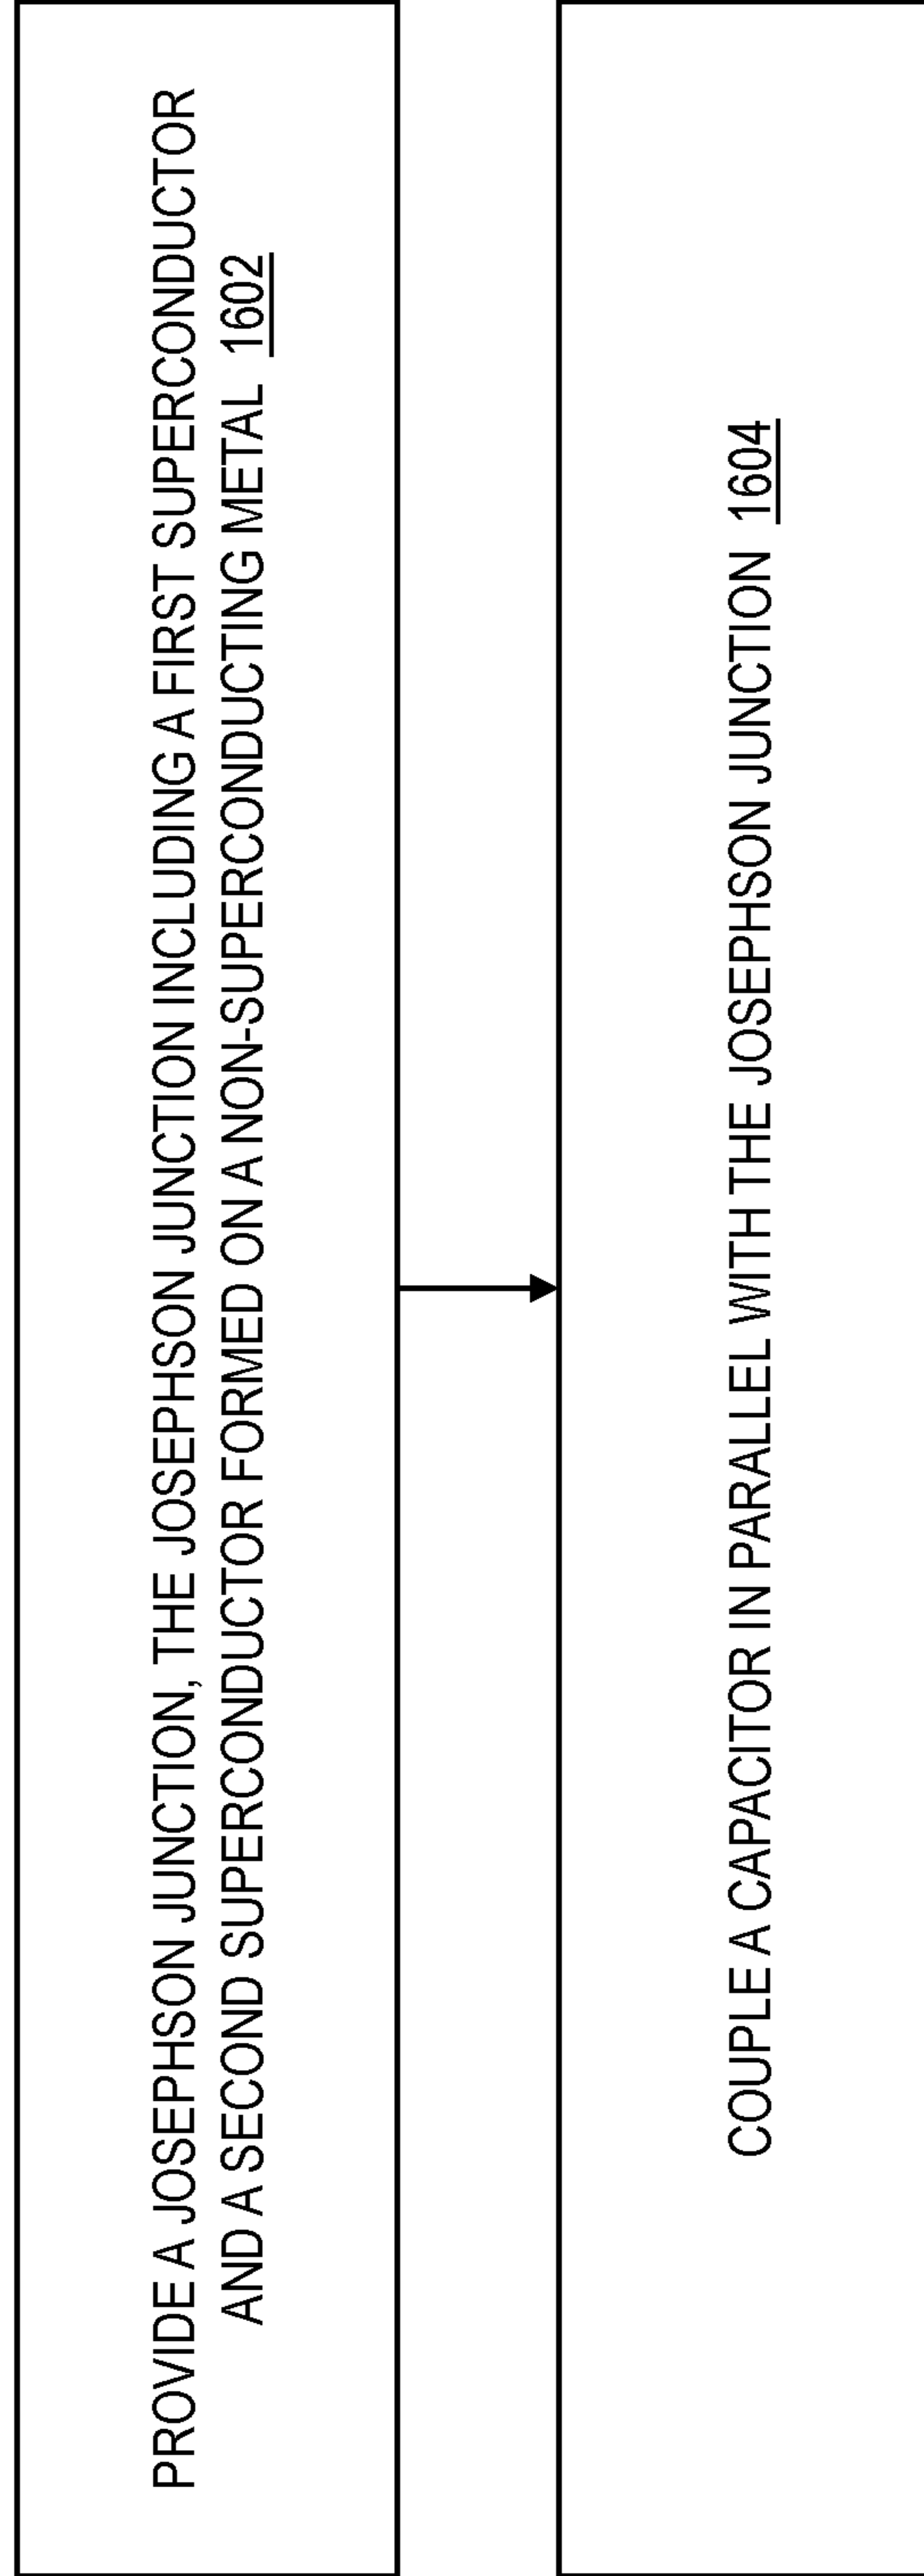 PROVIDE A JOSEPHSON JUNCTION, THE JOSEPHSON JUNCTION INCLUDING A FIRST SUPERCONDUCTOR
AND A SECOND SUPERCONDUCTOR FORMED ON A NON-SUPERCONDUCTING METAL 1602
COUPLE A CAPACITOR IN PARALLEL WITH THE JOSEPHSON JUNCTION 1604